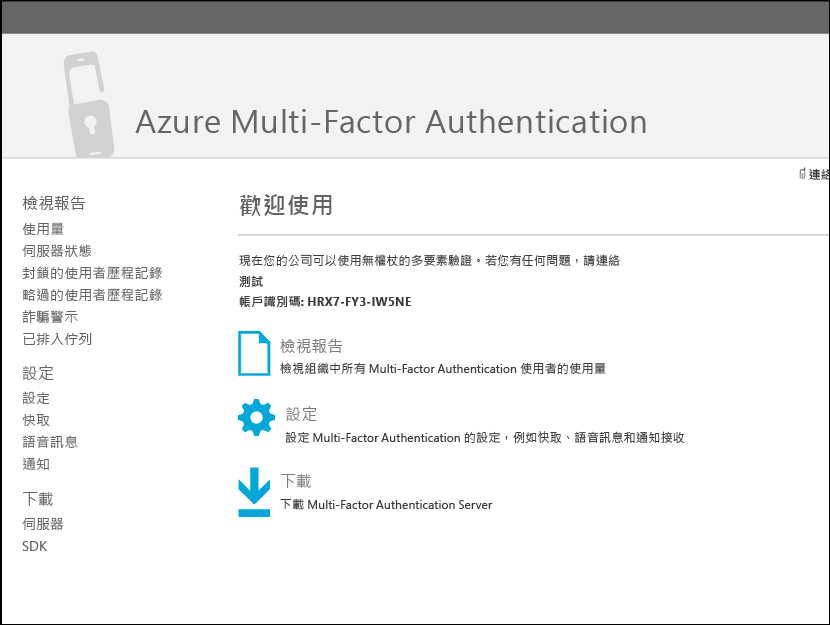 Azure Multi-Factor Authentication
連絡
檢視報告
使用量
伺服器狀態
封鎖的使用者歷程記錄
略過的使用者歷程記錄
詐騙警示
已排入佇列
設定
設定
快取
語音訊息
通知
下載
伺服器
SDK
歡迎使用
現在您的公司可以使用無權杖的多要素驗證。若您有任何問題，請連絡
測試
帳戶識別碼: HRX7-FY3-IW5NE
檢視報告
檢視組織中所有 Multi-Factor Authentication 使用者的使用量
設定
設定 Multi-Factor Authentication 的設定，例如快取、語音訊息和通知接收
下載
下載 Multi-Factor Authentication Server